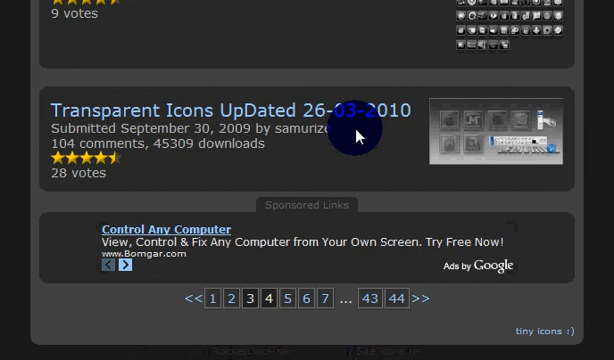 9 votes
Transparent Icons UpDated 26-03-2010
Submitted September 30, 2009 by samurize
104 comments, 45309 downloads
28 votes
Sponsored Links
Control Any Computer
View, Control & Fix Any Computer from Your Own Screen. Try Free Now!
www.Bomgar.com
< >
Ads by Google
<< 1 2 3 4 5 6 7 ... 43 44 >>
tiny icons :)